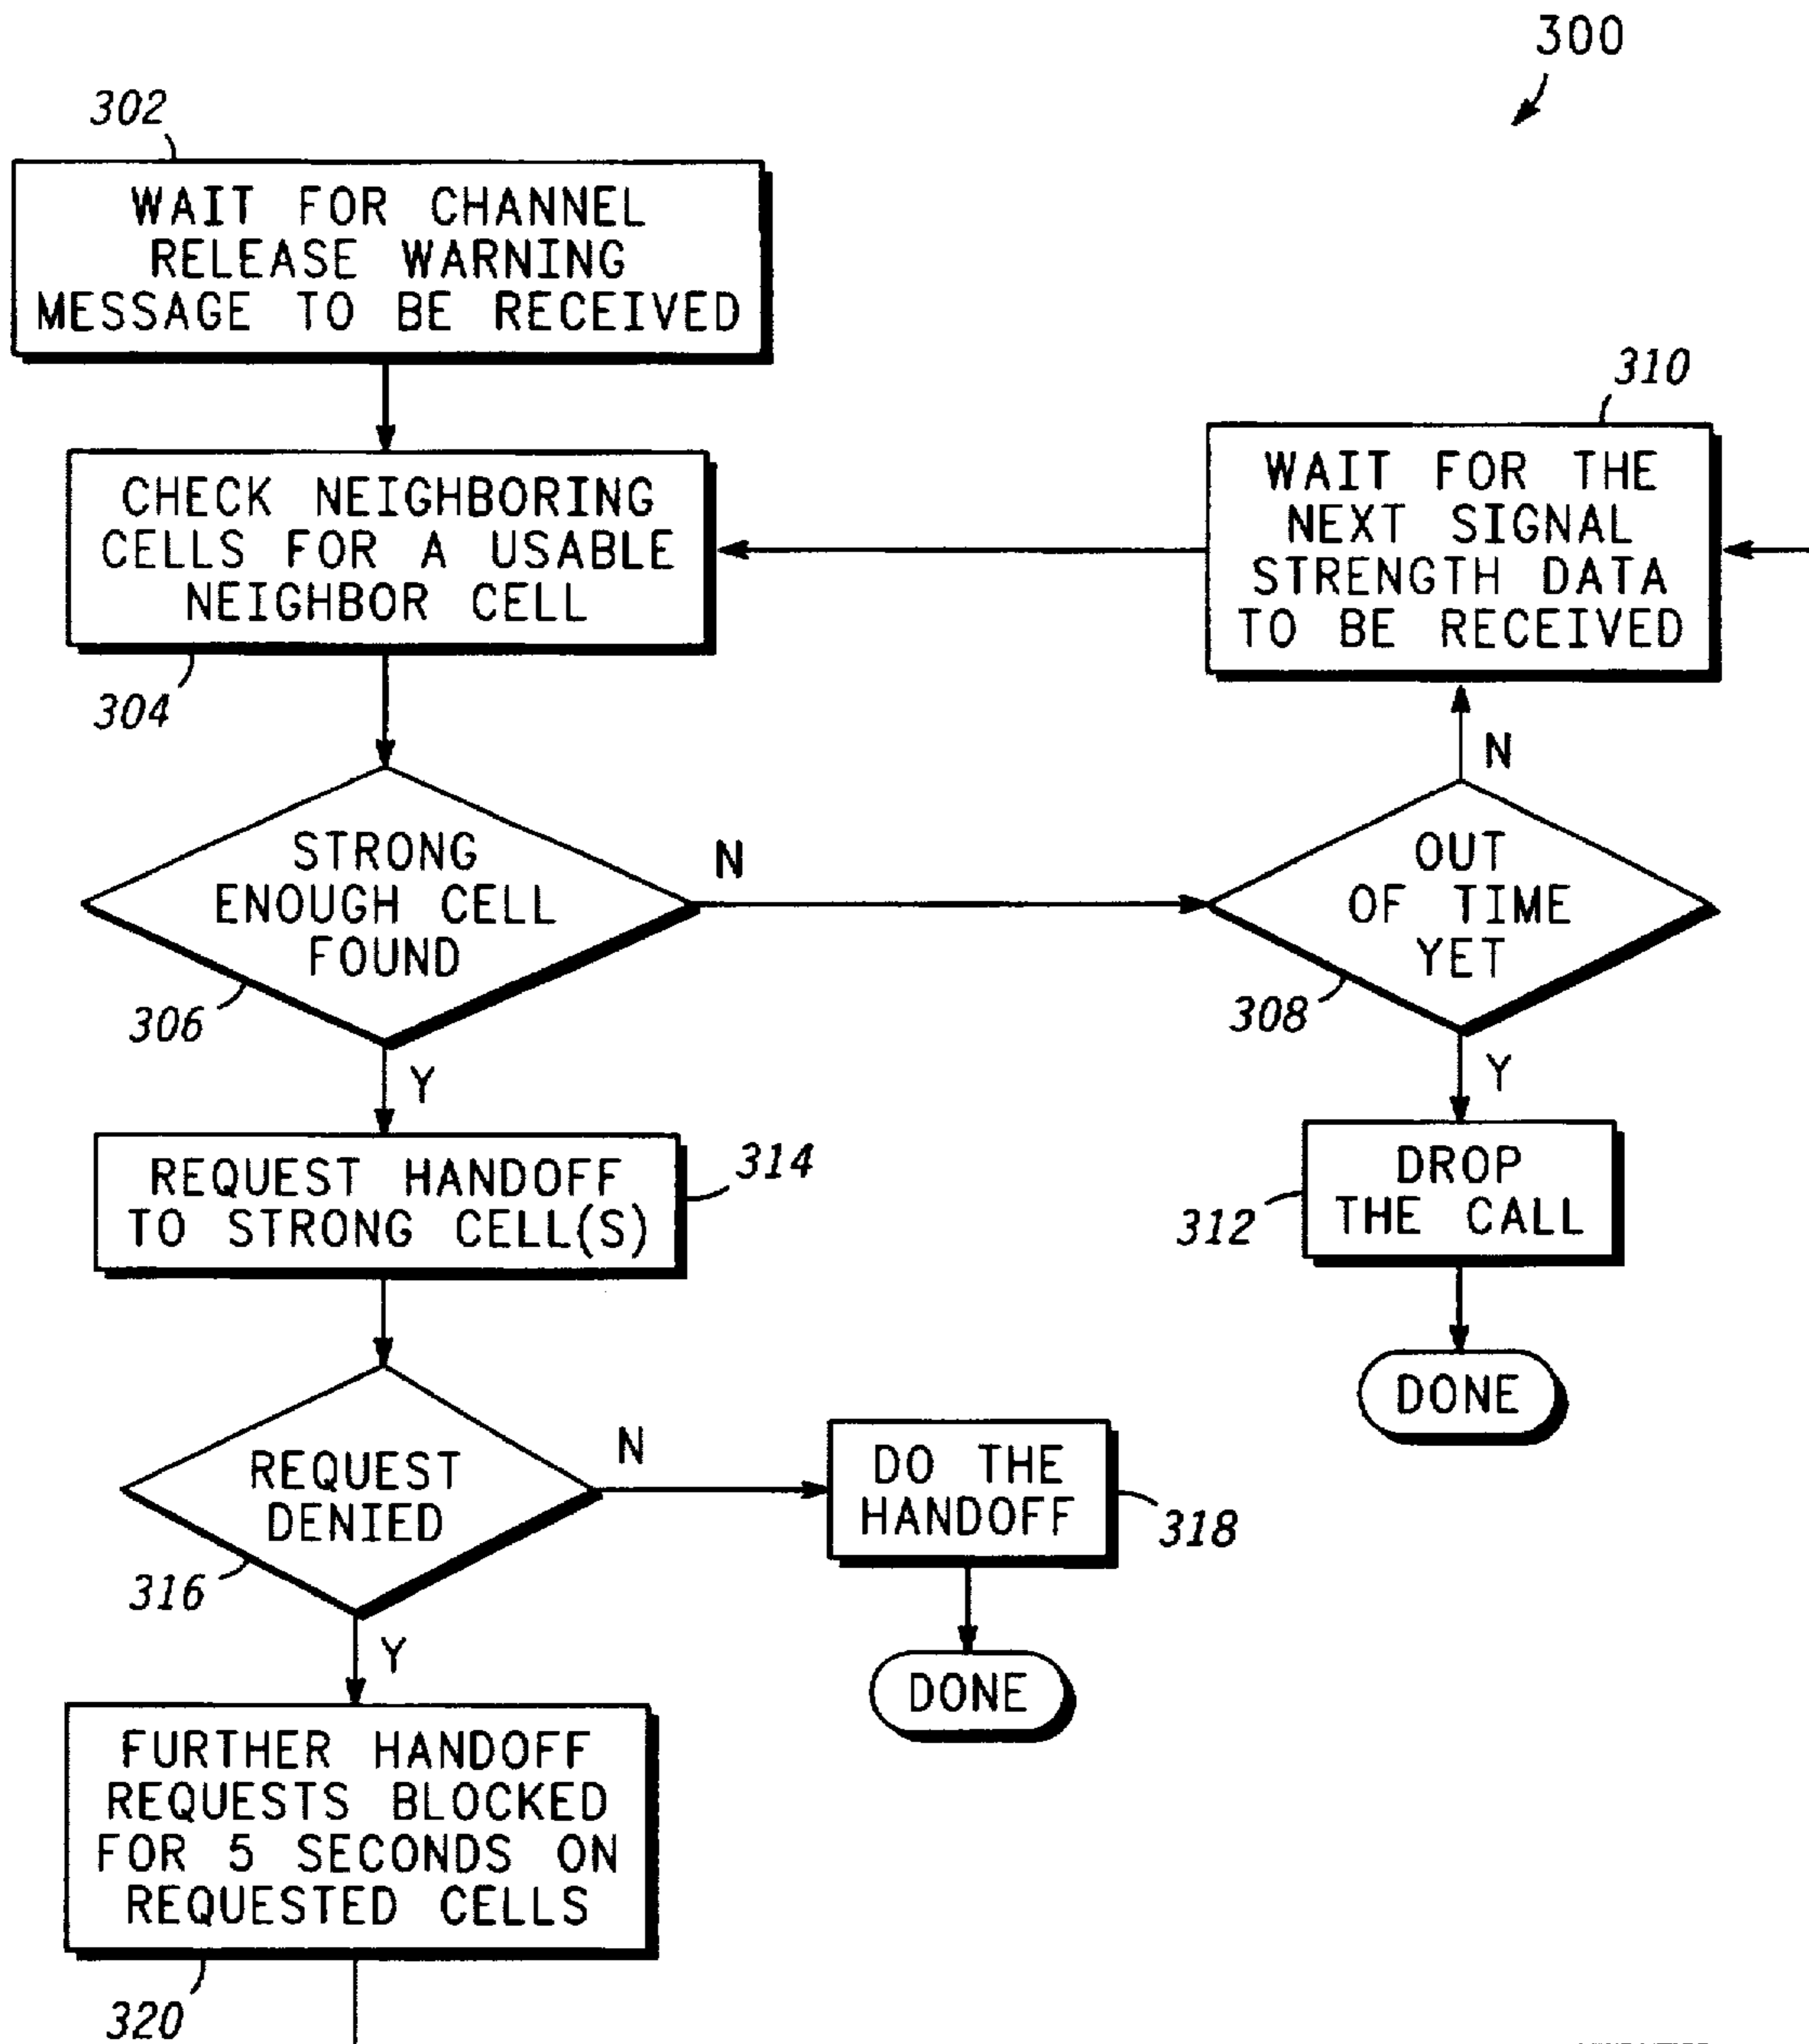 300
302
WAIT FOR CHANNEL
RELEASE WARNING
MESSAGE TO BE RECEIVED
310
WAIT FOR THE
NEXT SIGNAL
STRENGTH DATA
TO BE RECEIVED
CHECK NEIGHBORING
CELLS FOR A USABLE
NEIGHBOR CELL
304
N
STRONG
ENOUGH CELL
FOUND
N
OUT
OF TIME
YET
306
308
Y
Y
REQUEST HANDOFF
TO STRONG CELL(S)
314
DROP
THE CALL
312
DONE
REQUEST
DENIED
N
DO THE
HANDOFF
318
316
Y
DONE
FURTHER HANDOFF
REQUESTS BLOCKED
FOR 5 SECONDS ON
REQUESTED CELLS
320